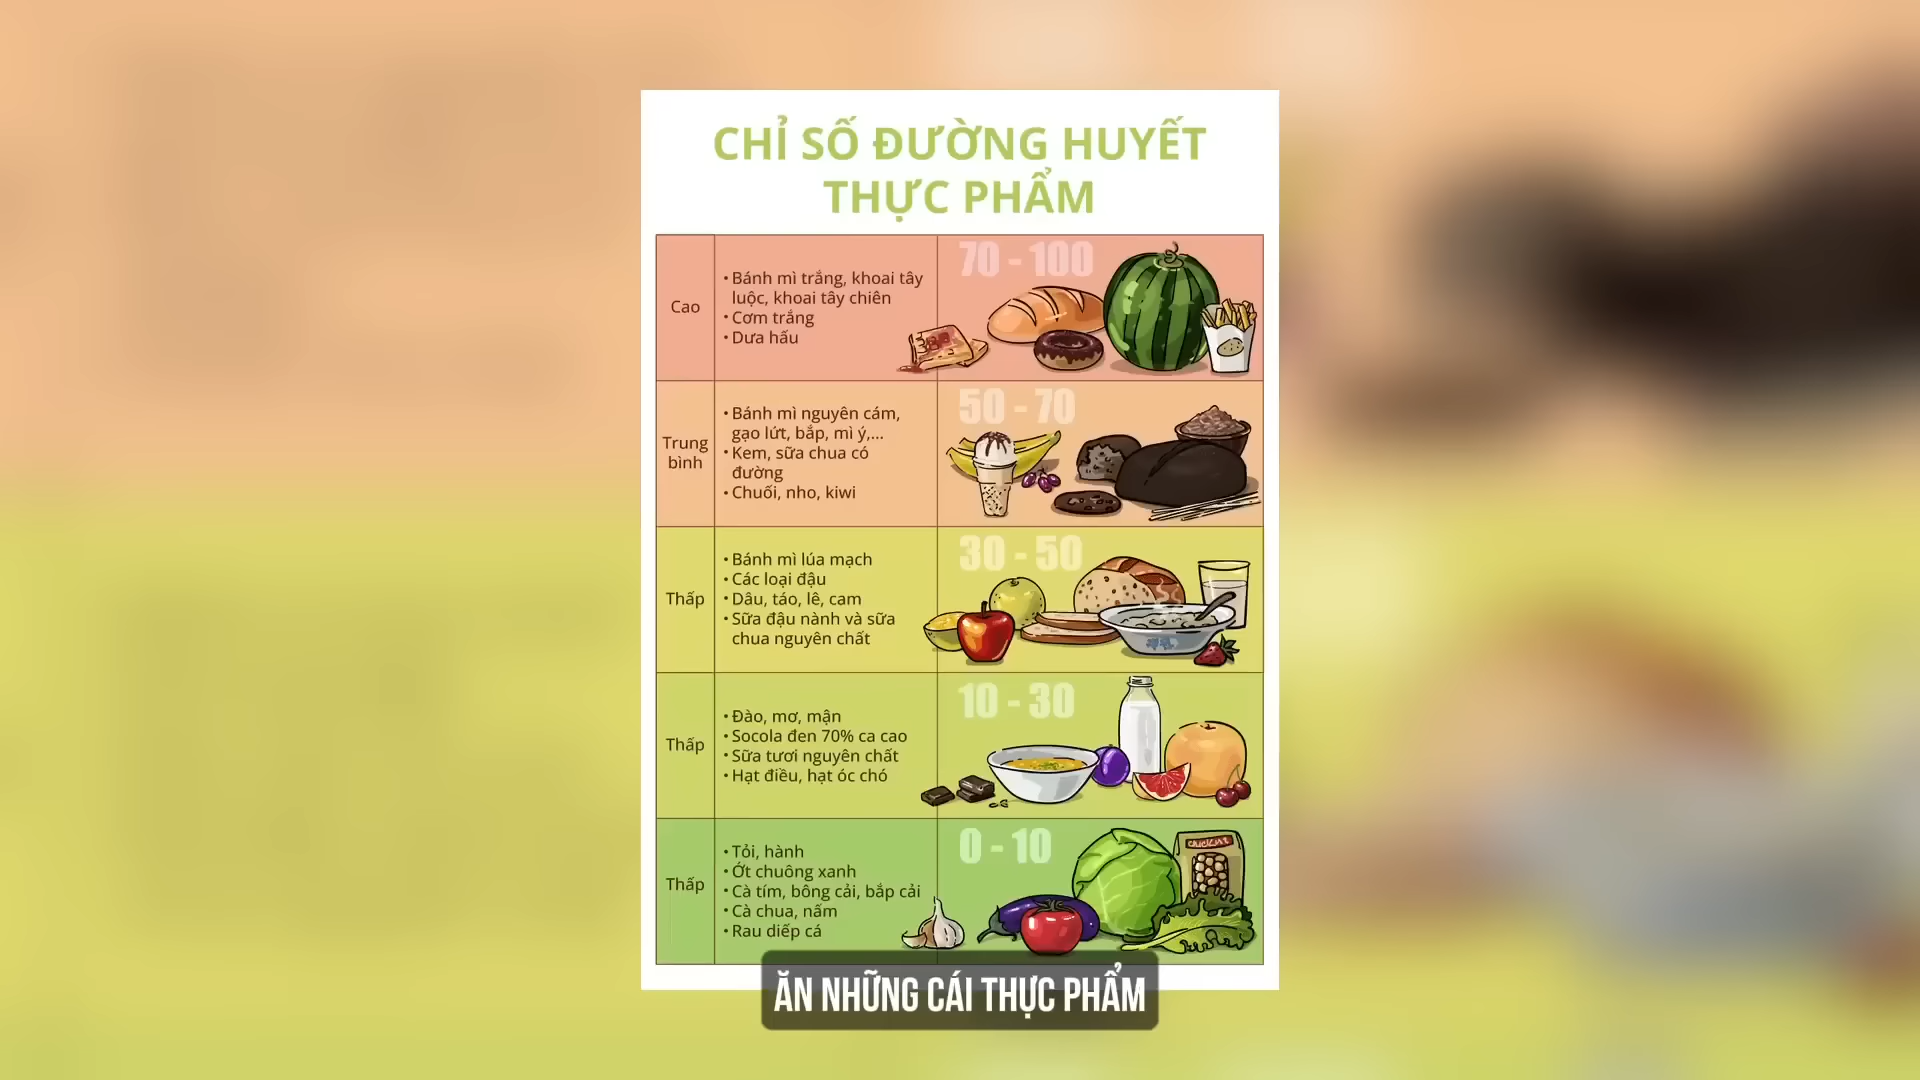 CHỈ SỐ ĐƯỜNG HUYẾT
THỰC PHẨM
Cao
• Bánh mì trắng, khoai tây
luộc, khoai tây chiên
• Cơm trắng
• Dưa hấu
70 - 100
Trung
bình
• Bánh mì nguyên cám,
gạo lứt, bắp, mì ý,...
• Kem, sữa chua có
đường
• Chuối, nho, kiwi
50 - 70
Thấp
• Bánh mì lúa mạch
• Các loại đậu
• Dâu, táo, lê, cam
• Sữa đậu nành và sữa
chua nguyên chất
30 - 50
Thấp
• Đào, mơ, mận
• Socola đen 70% ca cao
• Sữa tươi nguyên chất
• Hạt điều, hạt óc chó
10 - 30
Thấp
• Tỏi, hành
• Ớt chuông xanh
• Cà tím, bông cải, bắp cải
• Cà chua, nấm
• Rau diếp cá
0 - 10
ĂN NHỮNG CÁI THỰC PHẨM